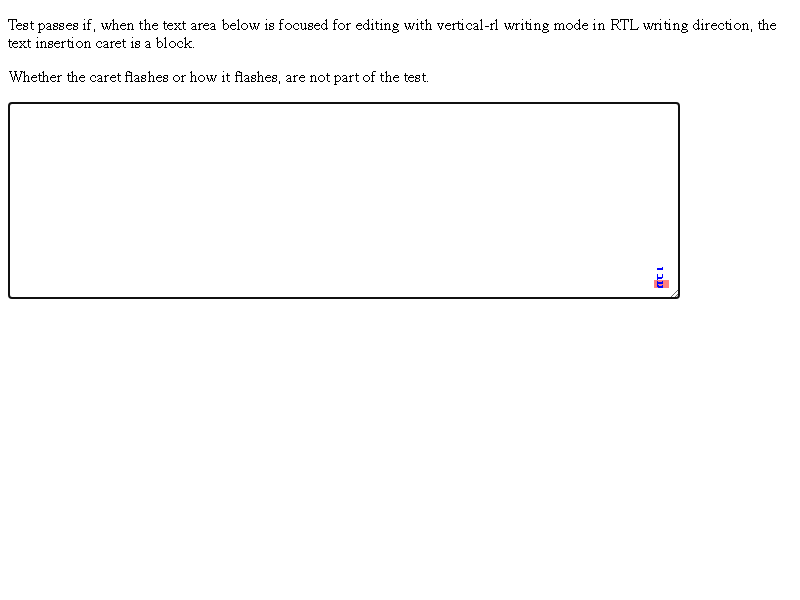 Test passes if, when the text area below is focused for editing with vertical-rl writing mode in RTL writing direction, the
text insertion caret is a block.
Whether the caret flashes or how it flashes, are not part of the test.